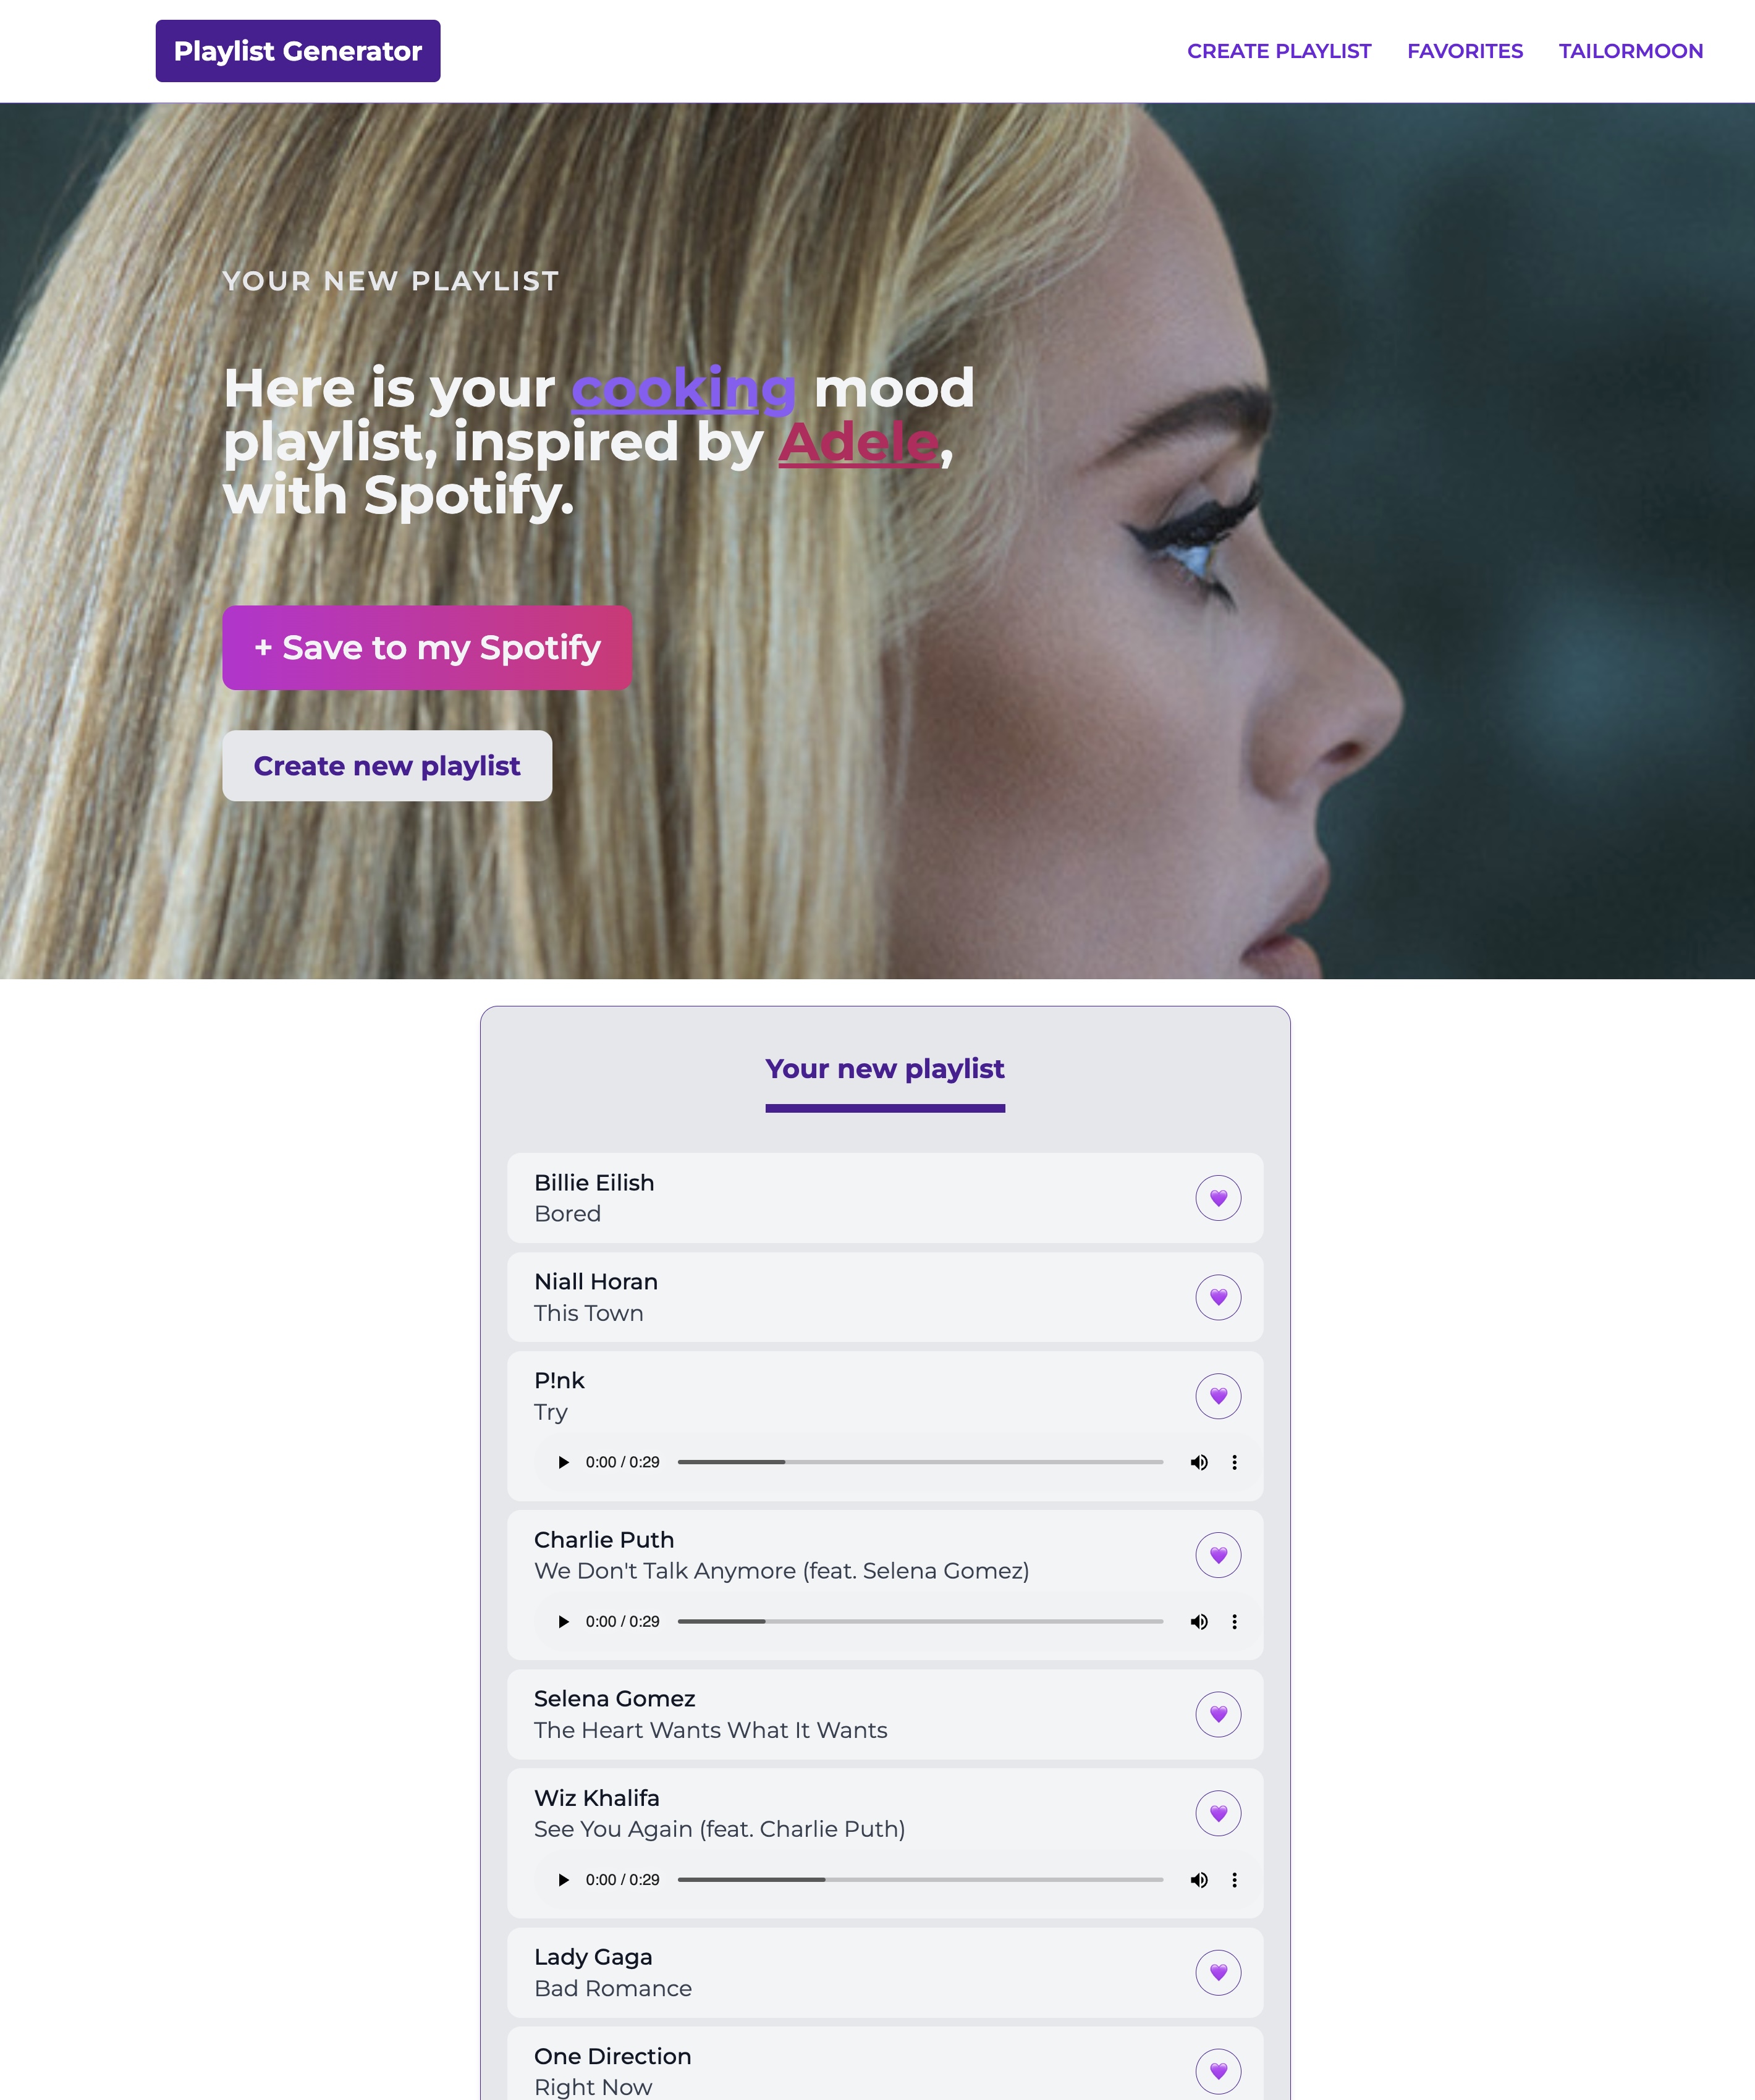 Playlist Generator
CREATE PLAYLIST FAVORITES TAILORMOON
YOUR NEW PLAYLIST
Here is your cooking mood
playlist, inspired by Adele,
with Spotify.
+ Save to my Spotify
Create new playlist
Your new playlist
Billie Eilish
Bored
Niall Horan
This Town
P!nk
Try
0:00 / 0:29
Charlie Puth
We Don't Talk Anymore (feat. Selena Gomez)
0:00 / 0:29
Selena Gomez
The Heart Wants What It Wants
Wiz Khalifa
See You Again (feat. Charlie Puth)
0:00 / 0:29
Lady Gaga
Bad Romance
One Direction
Right Now